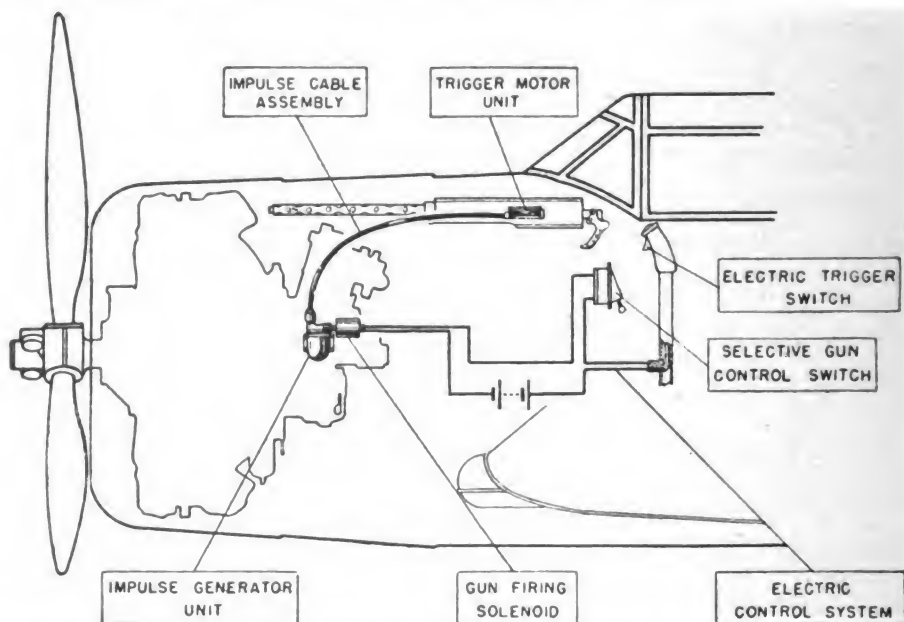 IMPULSE CABLE
ASSEMBLY
TRIGGER MOTOR
UNIT
ELECTRIC TRIGGER
SWITCH
SELECTIVE GUN
CONTROL SWITCH
IMPULSE GENERATOR
UNIT
GUN FIRING
SOLENOID
ELECTRIC
CONTROL SYSTEM